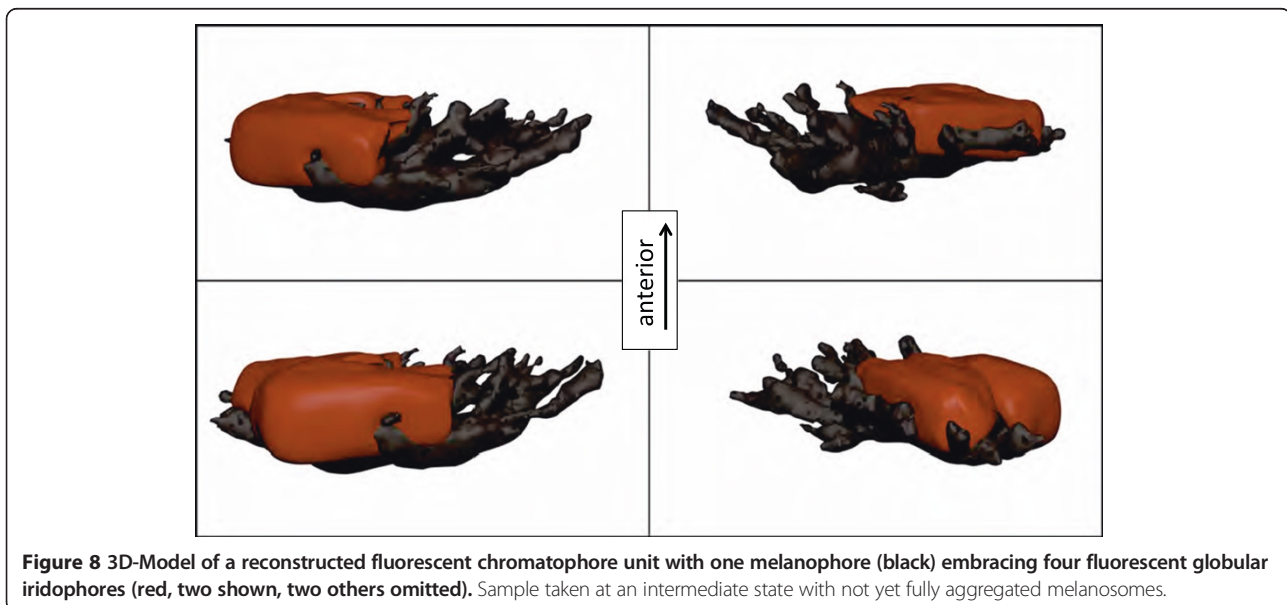 anterior
Figure 8 3D-Model of a reconstructed fluorescent chromatophore unit with one melanophore (black) embracing four fluorescent globular
iridophores (red, two shown, two others omitted). Sample taken at an intermediate state with not yet fully aggregated melanosomes.